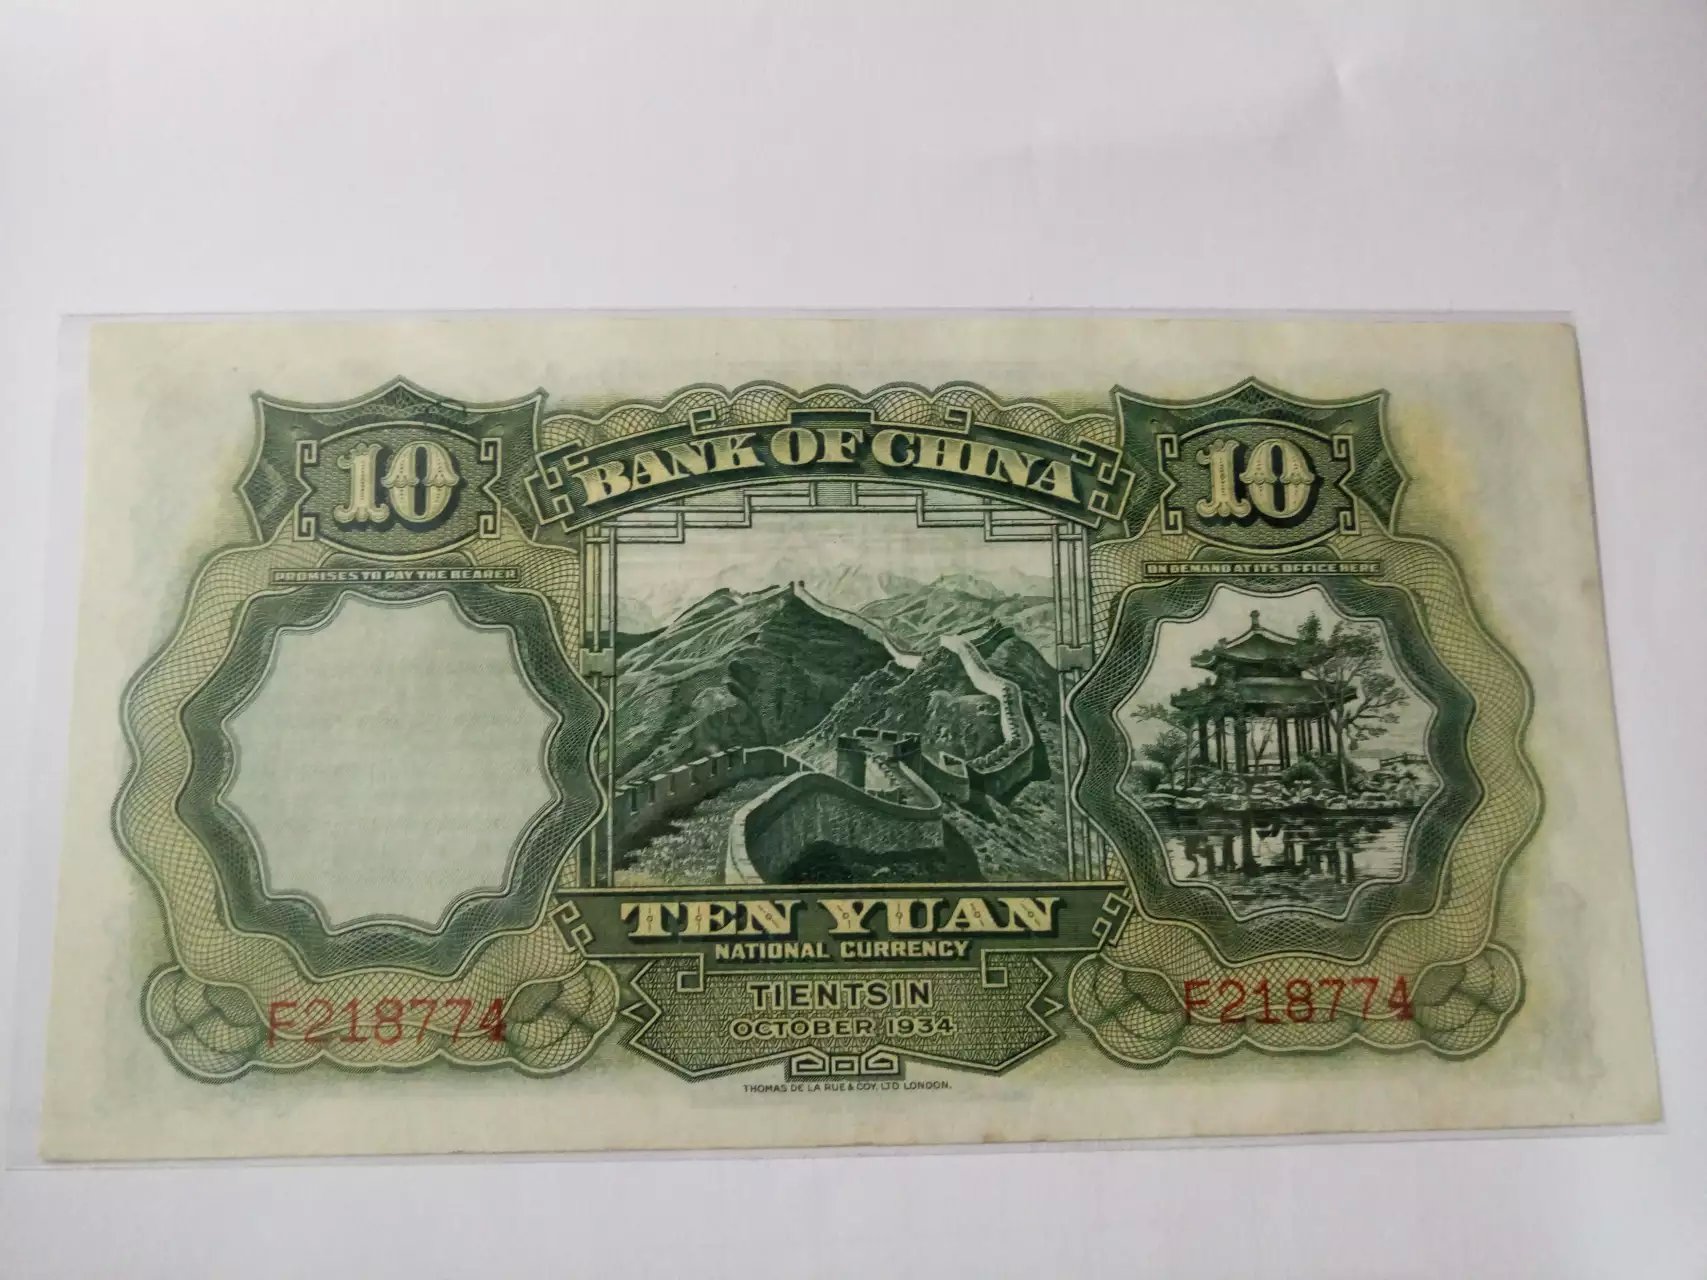 10
BANK OF CHINA
10
PROMISES TO PAY THE BEARER
ON DEMAND AT ITS OFFICE HERE
TEN YUAN
NATIONAL CURRENCY
TIENTSIN
OCTOBER 1934
F218774
F218774
THOMAS DE LA RUE & COY. LTD LONDON.